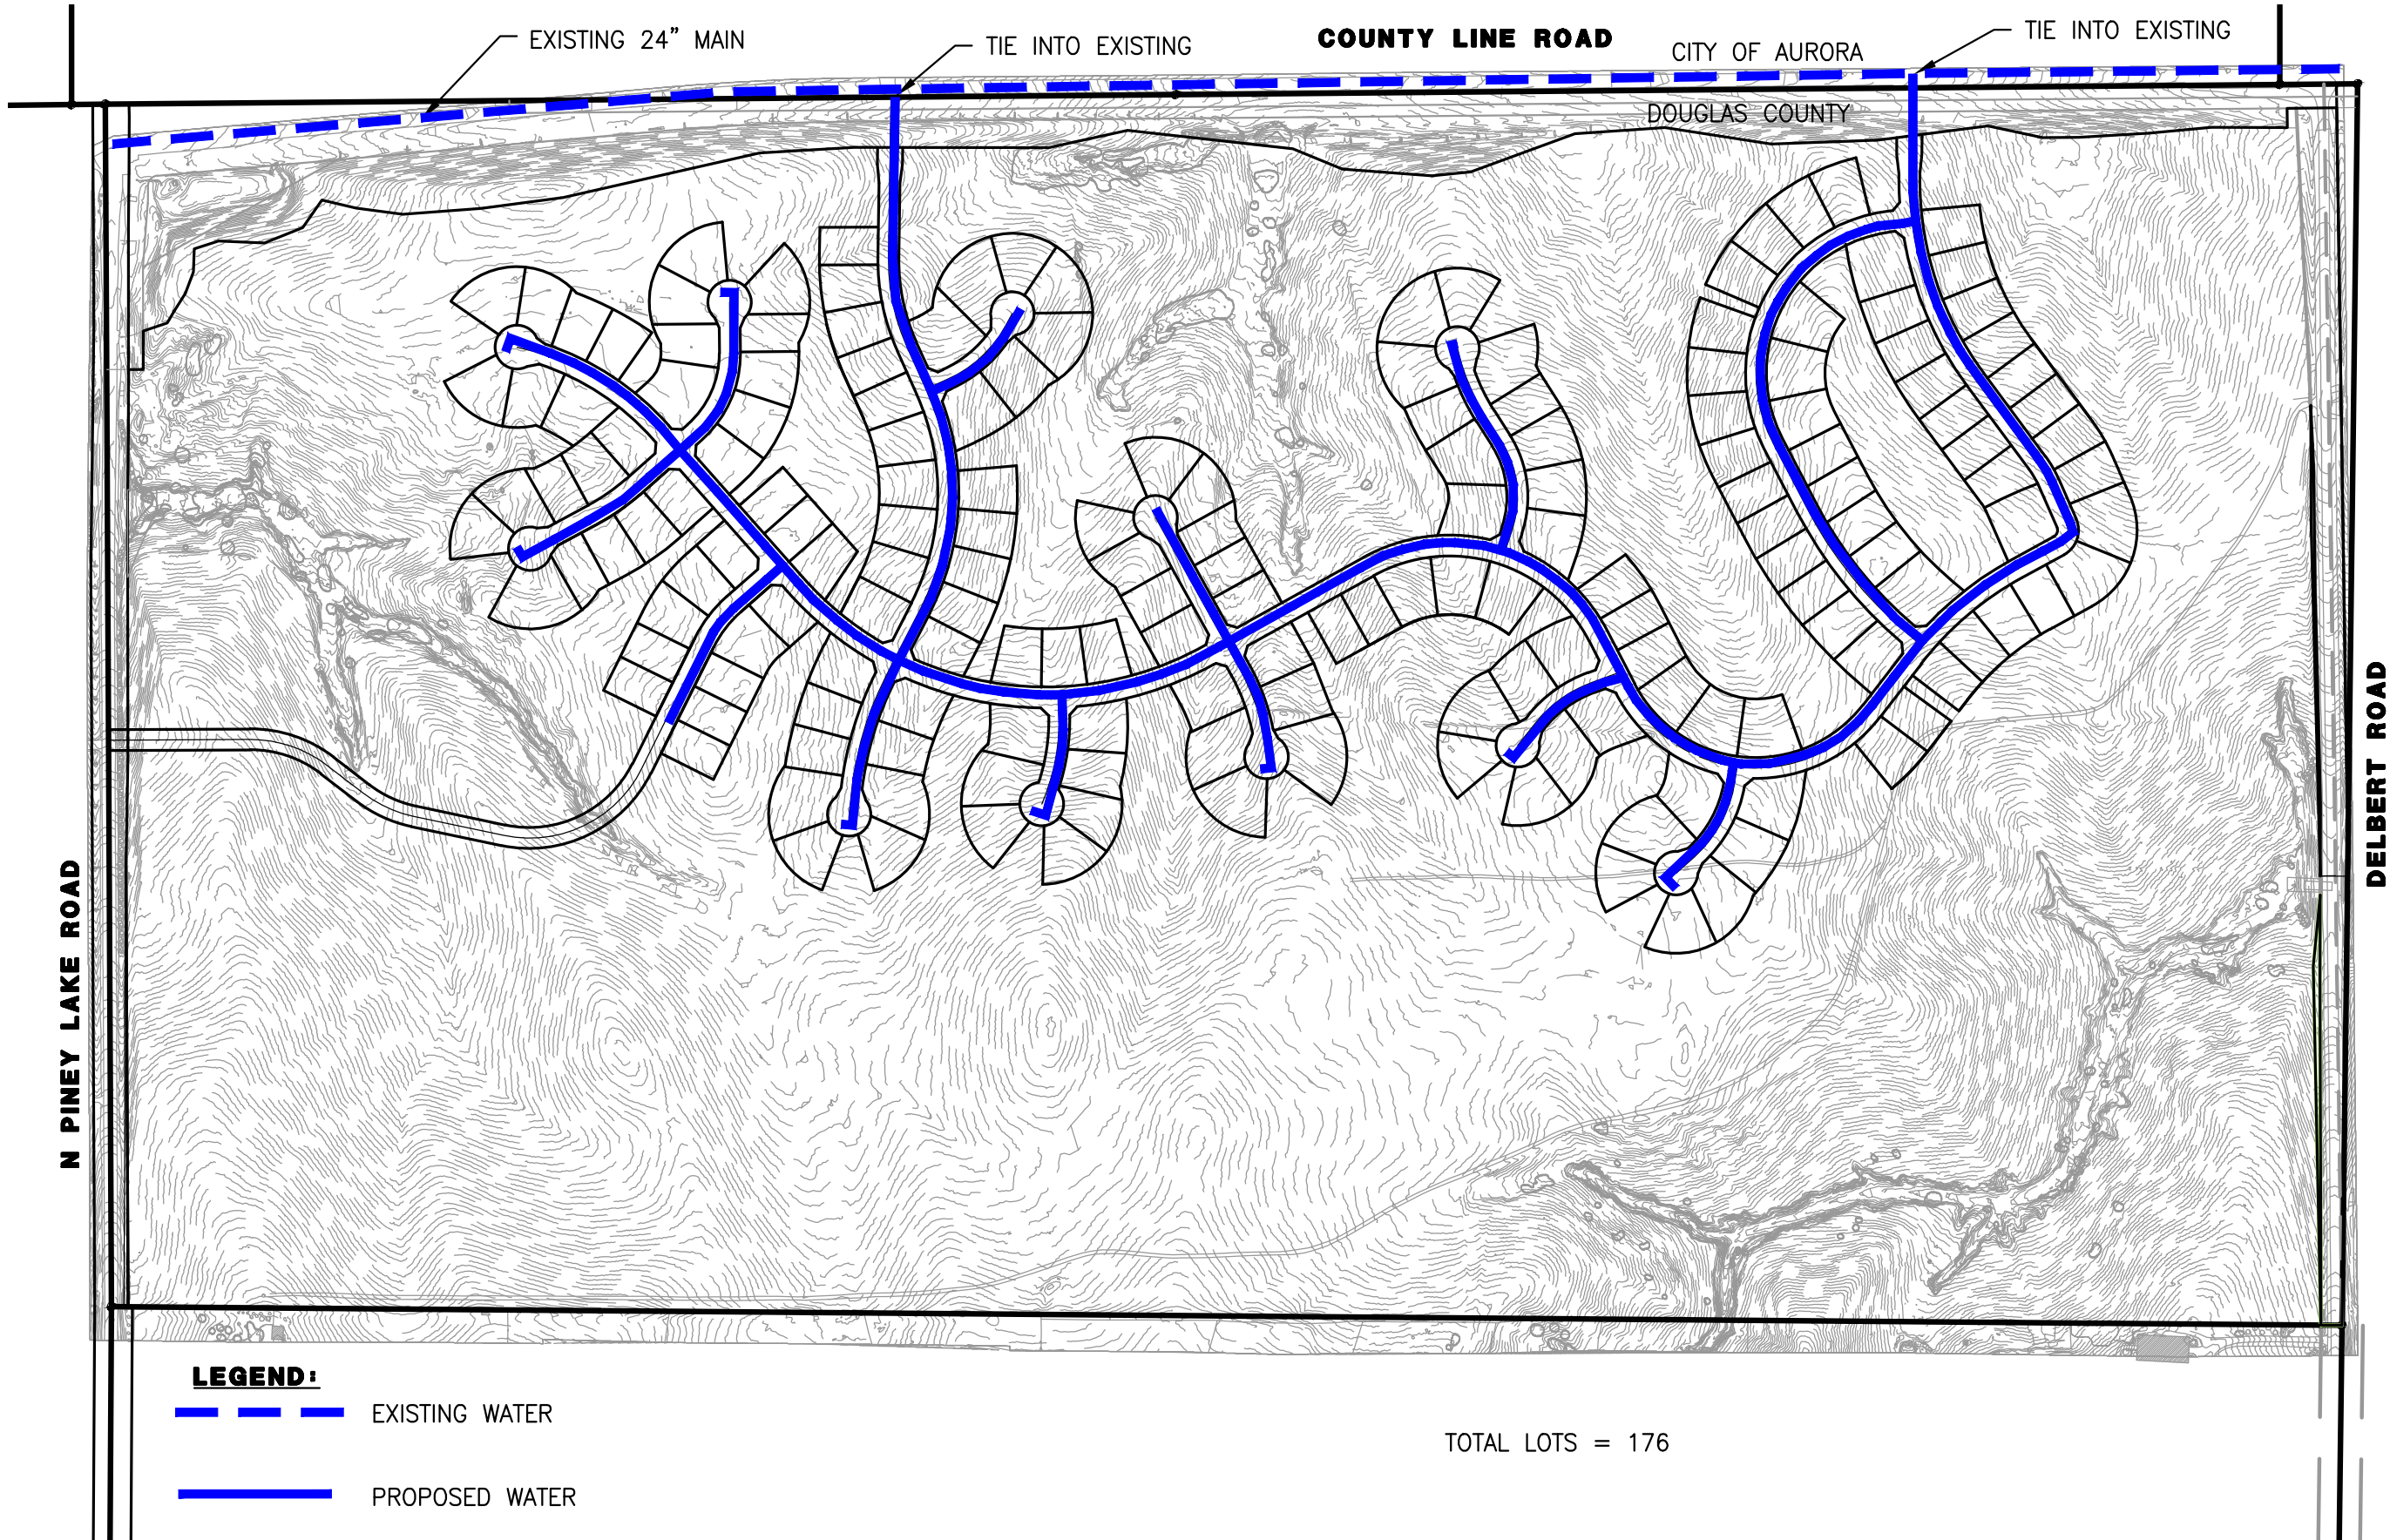 EXISTING 24” MAIN
TIE INTO EXISTING
COUNTY LINE ROAD
CITY OF AURORA
TIE INTO EXISTING
DOUGLAS COUNTY
N PINEY LAKE ROAD
DELBERT ROAD
LEGEND:
EXISTING WATER
TOTAL LOTS = 176
PROPOSED WATER